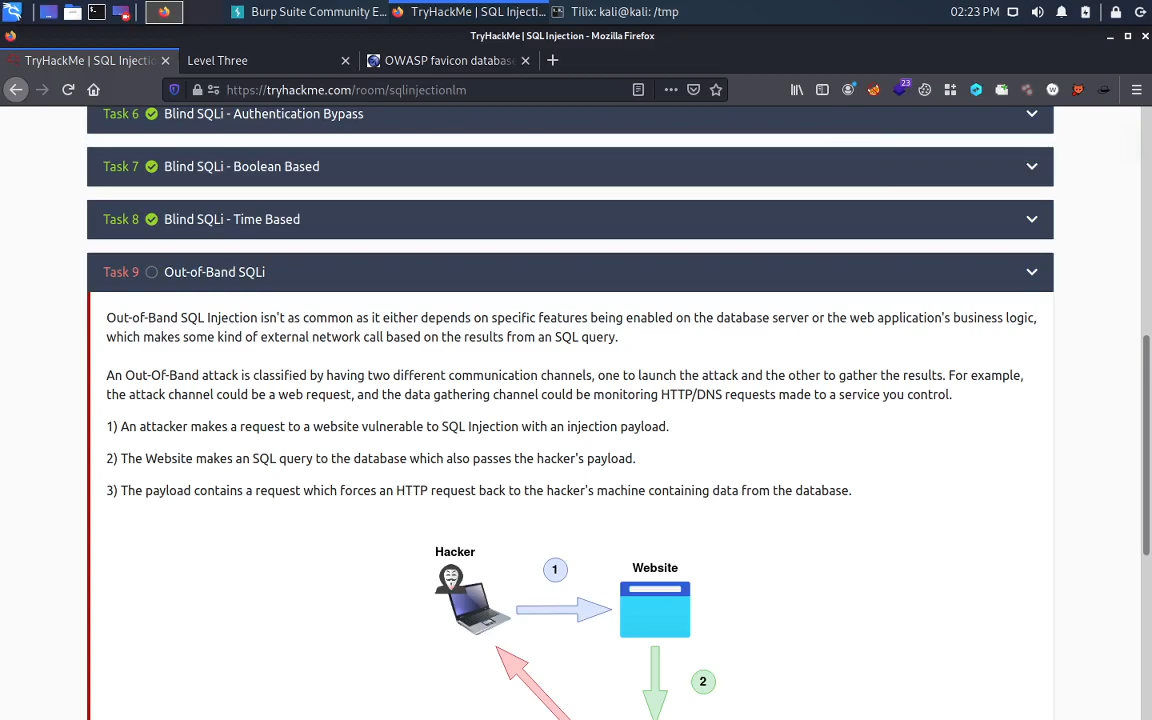 Burp Suite Community E...
TryHackMe | SQL Injecti...
Tilix: kali@kali: /tmp
02:23 PM
TryHackMe | SQL Injection - Mozilla Firefox
TryHackMe | SQL Injectio
Level Three
OWASP favicon database
https://tryhackme.com/room/sqlinjectionlm
23
Task 6 Blind SQLi - Authentication Bypass
Task 7 Blind SQLi - Boolean Based
Task 8 Blind SQLi - Time Based
Task 9 Out-of-Band SQLi
Out-of-Band SQL Injection isn't as common as it either depends on specific features being enabled on the database server or the web application's business logic,
which makes some kind of external network call based on the results from an SQL query.
An Out-Of-Band attack is classified by having two different communication channels, one to launch the attack and the other to gather the results. For example,
the attack channel could be a web request, and the data gathering channel could be monitoring HTTP/DNS requests made to a service you control.
1) An attacker makes a request to a website vulnerable to SQL Injection with an injection payload.
2) The Website makes an SQL query to the database which also passes the hacker's payload.
3) The payload contains a request which forces an HTTP request back to the hacker's machine containing data from the database.
Hacker
1
Website
2